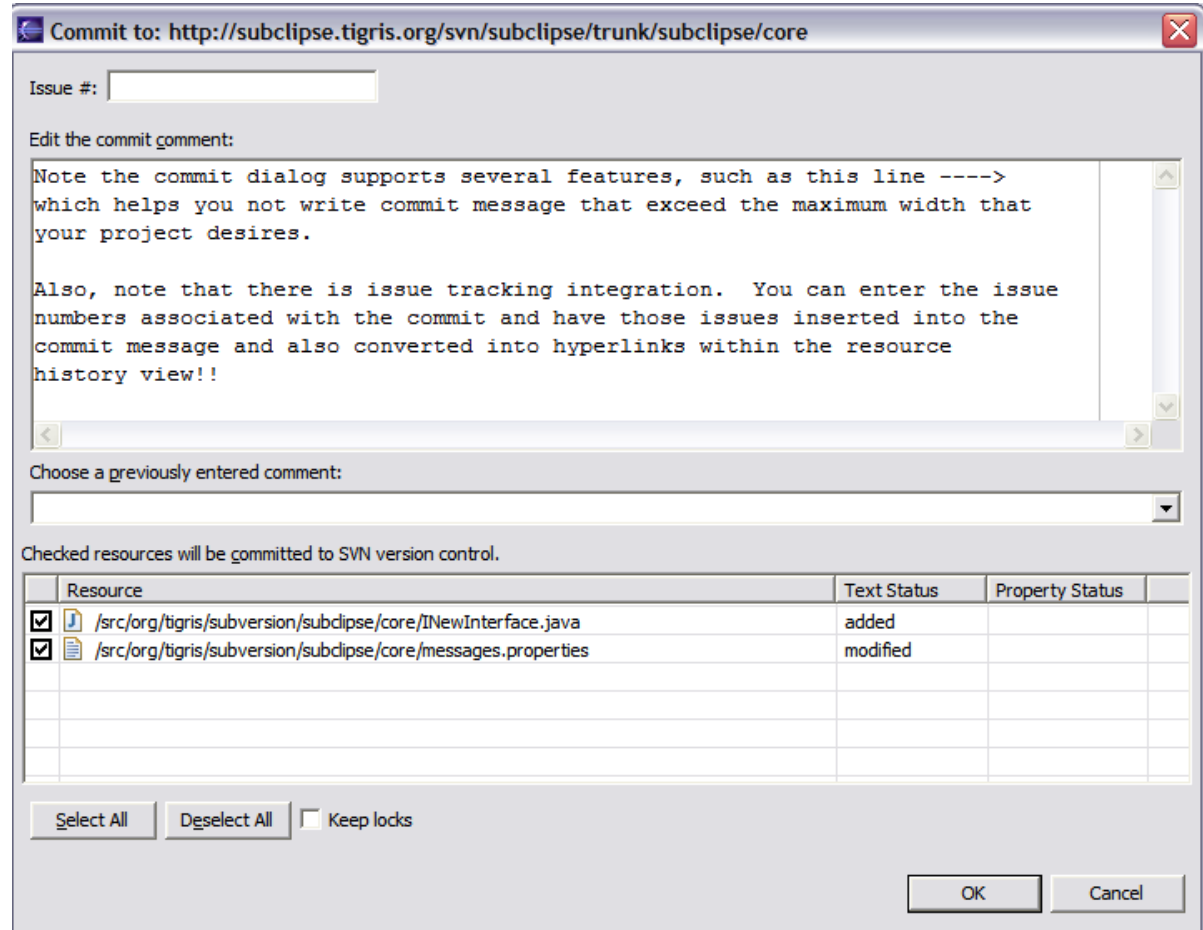 Commit to: http://subclipse.tigris.org/svn/subclipse/trunk/subclipse/core
Issue #:
Edit the commit comment:
Note the commit dialog supports several features, such as this line ---->
which helps you not write commit message that exceed the maximum width that
your project desires.
Also, note that there is issue tracking integration.  You can enter the issue
numbers associated with the commit and have those issues inserted into the
commit message and also converted into hyperlinks within the resource
history view!!
Choose a previously entered comment:
Checked resources will be committed to SVN version control.
Resource Text Status Property Status
/src/org/tigris/subversion/subclipse/core/INewInterface.java added
/src/org/tigris/subversion/subclipse/core/messages.properties modified
Select All Deselect All Keep locks
OK Cancel